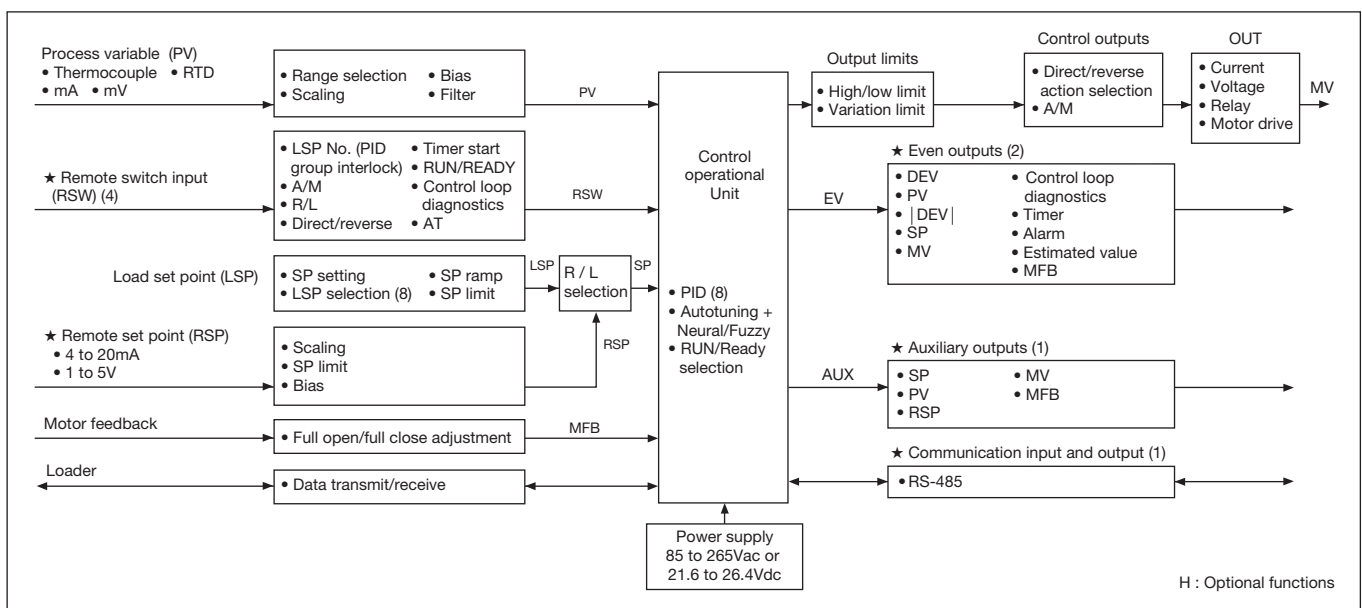 Process variable (PV)
• Thermocouple • RTD
• mA • mV
• Range selection • Bias
• Scaling • Filter
PV
★ Remote switch input
(RSW) (4)
• LSP No. (PID
group interlock)
• A/M
• R/L
• Direct/reverse
• Timer start
• RUN/READY
• Control loop
diagnostics
• AT
RSW
Load set point (LSP)
• SP setting • SP ramp
• LSP selection (8) • SP limit
LSP
R / L
selection
SP
★ Remote set point (RSP)
• 4 to 20mA
• 1 to 5V
• Scaling
• SP limit
• Bias
RSP
Motor feedback
• Full open/full close adjustment
MFB
Loader
• Data transmit/receive
Control
operational
Unit
• PID (8)
• Autotuning +
Neural/Fuzzy
• RUN/Ready
selection
Power supply
85 to 265Vac or
21.6 to 26.4Vdc
Output limits
• High/low limit
• Variation limit
Control outputs
• Direct/reverse
action selection
• A/M
OUT
• Current
• Voltage
• Relay
• Motor drive
MV
★ Even outputs (2)
EV
• DEV
• PV
• |DEV|
• SP
• MV
• Control loop
diagnostics
• Timer
• Alarm
• Estimated value
• MFB
★ Auxiliary outputs (1)
AUX
• SP • MV
• PV • MFB
• RSP
★ Communication input and output (1)
• RS-485
H : Optional functions